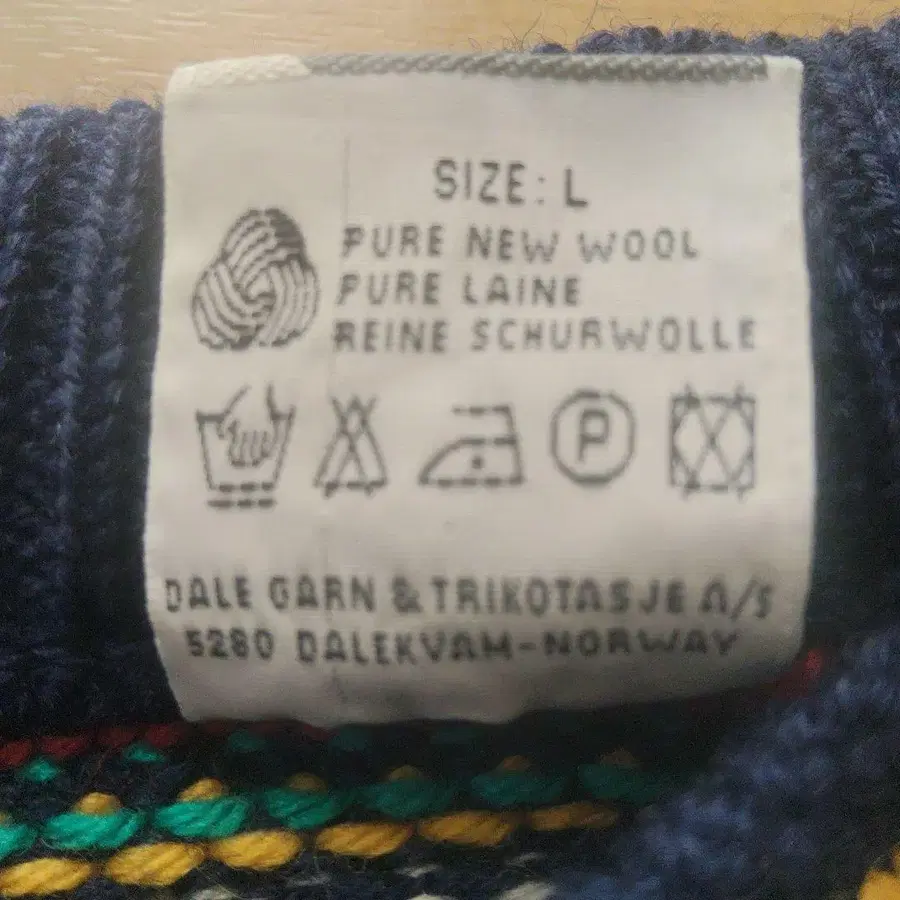 SIZE: L
PURE NEW WOOL
PURE LAINE
REINE SCHURWOLLE
P
DALE GARN & TRIKOTASJE A/S
5280 DALEKVAM-NORWAY